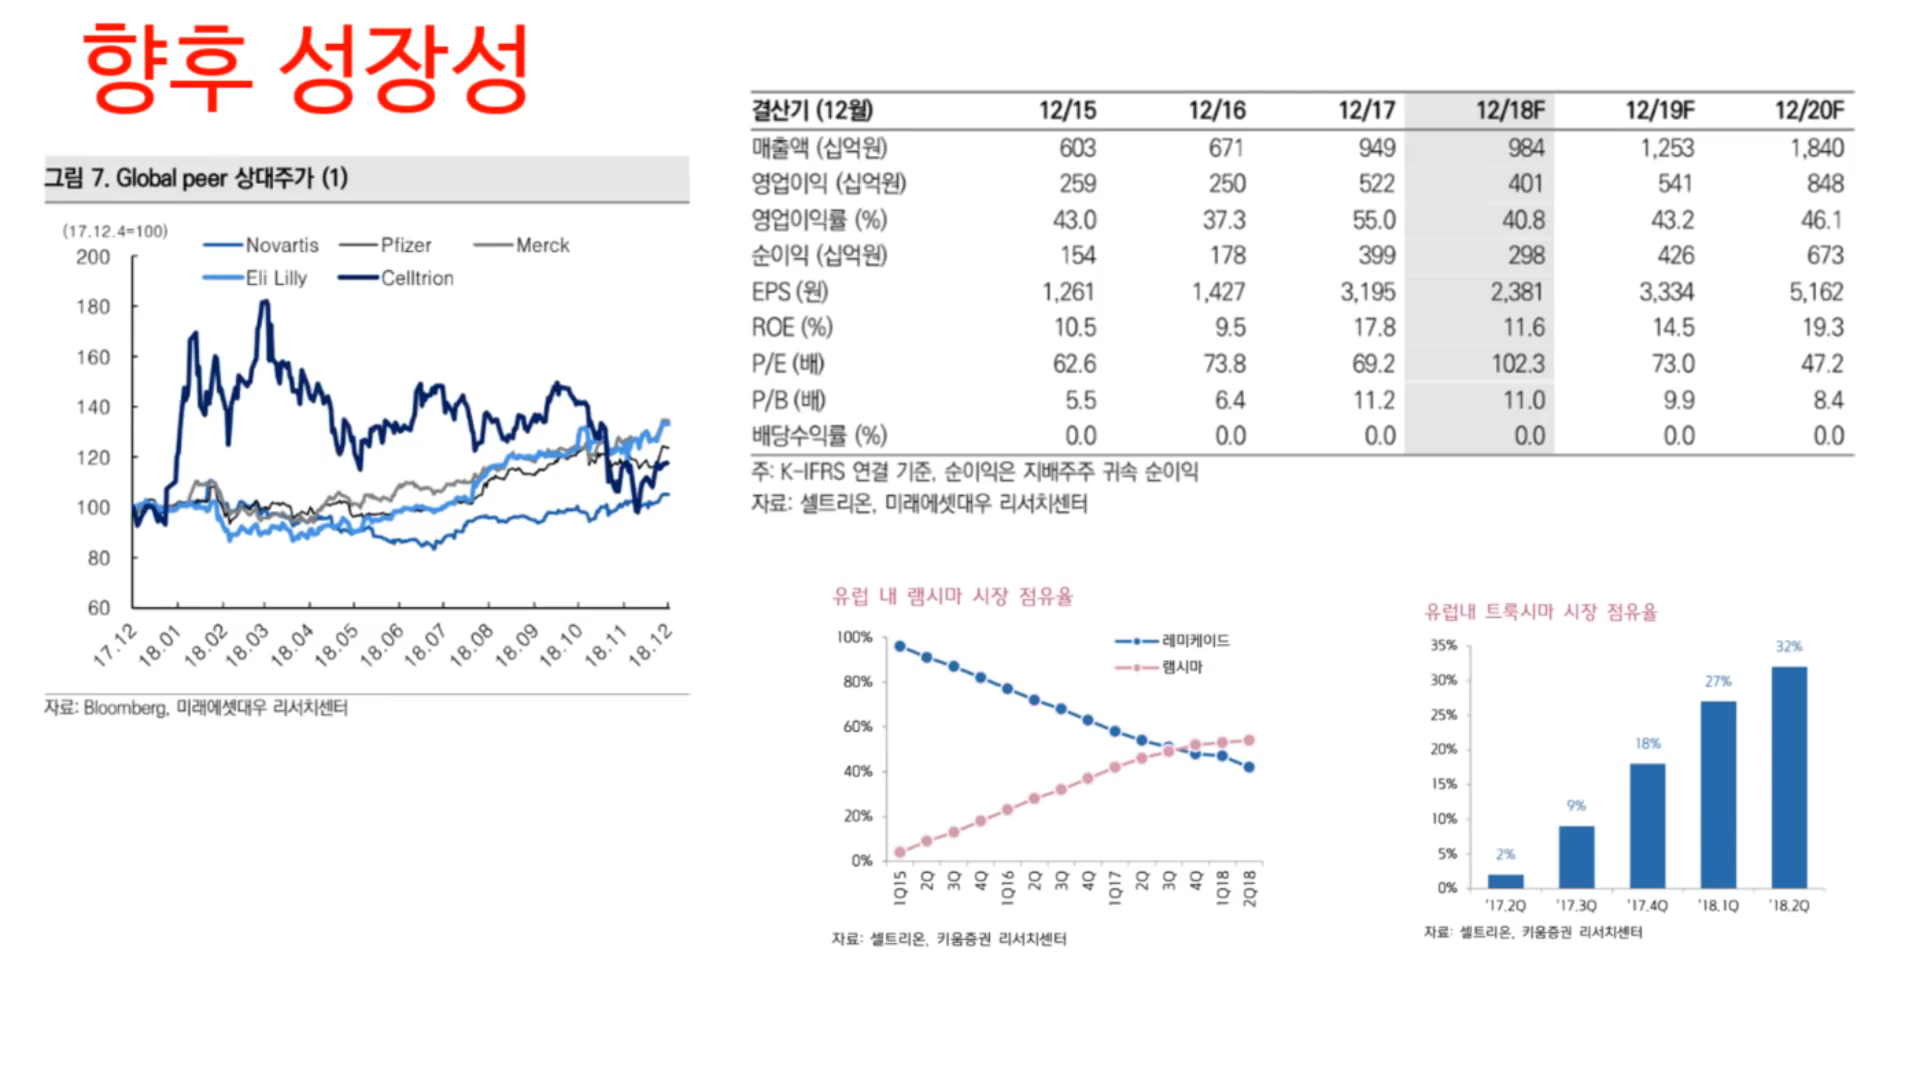 향후 성장성
그림 7. Global peer 상대주가 (1)
(17.12.4=100)
Novartis Pfizer Merck
Eli Lilly Celltrion
200
180
160
140
120
100
80
60
17.12 18.01 18.02 18.03 18.04 18.05 18.06 18.07 18.08 18.09 18.10 18.11 18.12
자료: Bloomberg, 미래에셋대우 리서치센터
결산기 (12월) 12/15 12/16 12/17 12/18F 12/19F 12/20F
매출액 (십억원) 603 671 949 984 1,253 1,840
영업이익 (십억원) 259 250 522 401 541 848
영업이익률 (%) 43.0 37.3 55.0 40.8 43.2 46.1
순이익 (십억원) 154 178 399 298 426 673
EPS (원) 1,261 1,427 3,195 2,381 3,334 5,162
ROE (%) 10.5 9.5 17.8 11.6 14.5 19.3
P/E (배) 62.6 73.8 69.2 102.3 73.0 47.2
P/B (배) 5.5 6.4 11.2 11.0 9.9 8.4
배당수익률 (%) 0.0 0.0 0.0 0.0 0.0 0.0
주: K-IFRS 연결 기준, 순이익은 지배주주 귀속 순이익
자료: 셀트리온, 미래에셋대우 리서치센터
유럽 내 램시마 시장 점유율
레미케이드
램시마
100%
80%
60%
40%
20%
0%
1Q15 2Q 3Q 4Q 1Q16 2Q 3Q 4Q 1Q17 2Q 3Q 4Q 1Q18 2Q18
자료: 셀트리온, 키움증권 리서치센터
유럽내 트룩시마 시장 점유율
35%
30%
25%
20%
15%
10%
5%
0%
2% 9% 18% 27% 32%
'17.2Q '17.3Q '17.4Q '18.1Q '18.2Q
자료: 셀트리온, 키움증권 리서치센터